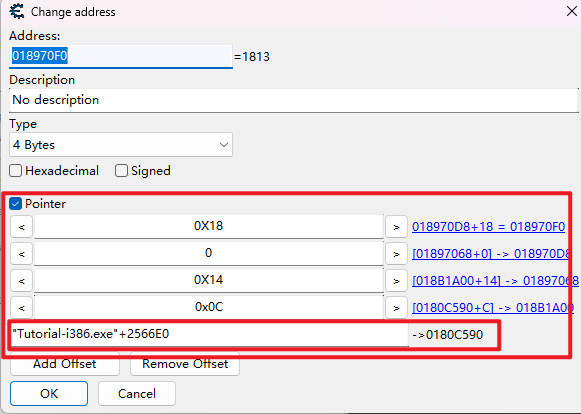 Change address
Address:
018970F0 =1813
Description
No description
Type
4 Bytes
Hexadecimal Signed
Pointer
< 0X18 > 018970D8+18 = 018970F0
< 0 > [01897068+0] -> 018970D8
< 0X14 > [018B1A00+14] -> 01897068
< 0x0C > [0180C590+C] -> 018B1A00
"Tutorial-i386.exe"+2566E0 ->0180C590
Add Offset Remove Offset
OK Cancel